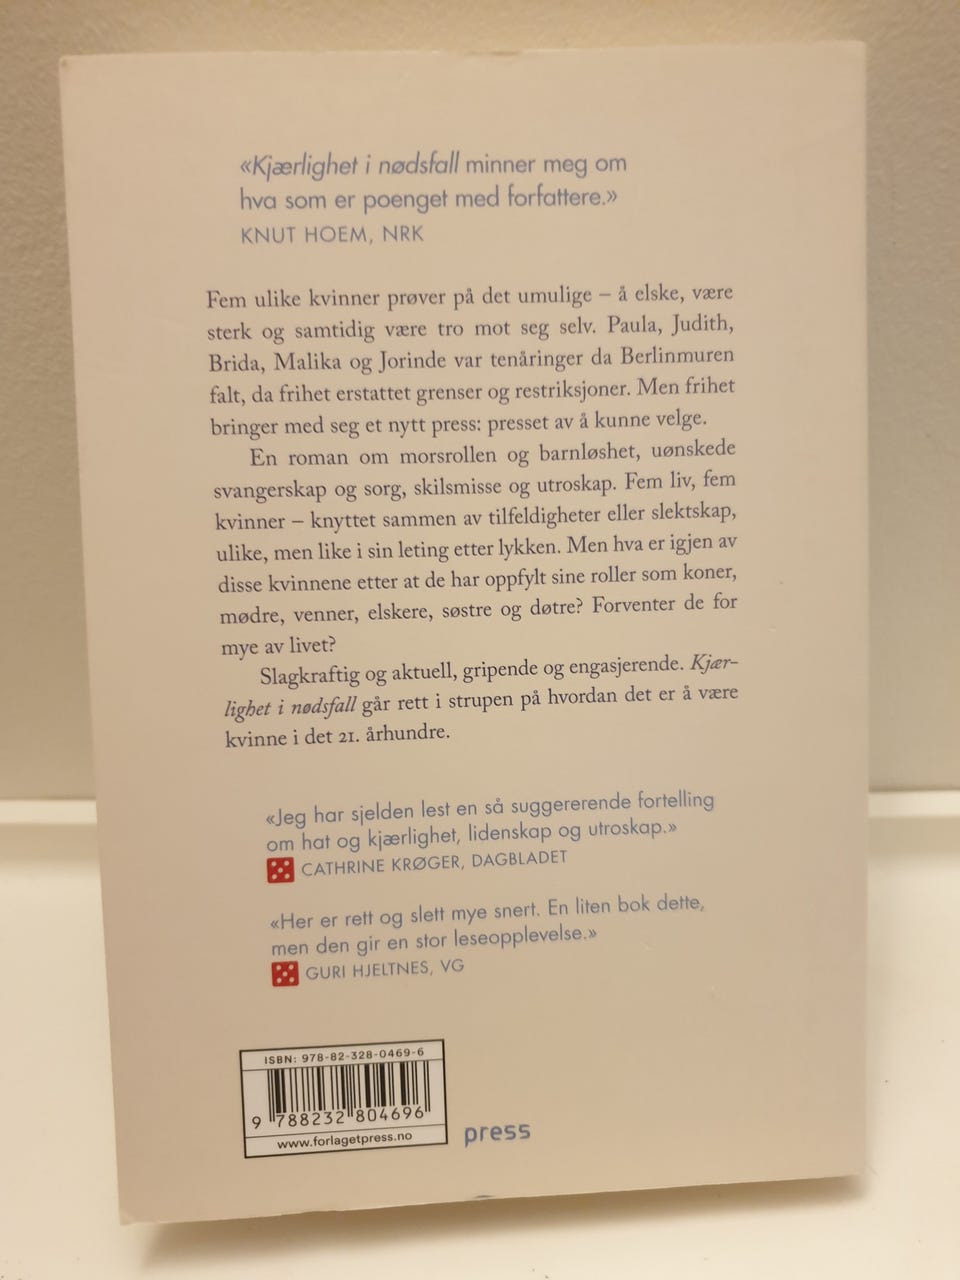 «Kjærlighet i nødsfall minner meg om
hva som er poenget med forfattere.»
KNUT HOEM, NRK
Fem ulike kvinner prøver på det umulige – å elske, være
sterk og samtidig være tro mot seg selv. Paula, Judith,
Brida, Malika og Jorinde var tenåringer da Berlinmuren
falt, da frihet erstattet grenser og restriksjoner. Men frihet
bringer med seg et nytt press: presset av å kunne velge.
En roman om morsrollen og barnløshet, uønskede
svangerskap og sorg, skilsmisse og utroskap. Fem liv, fem
kvinner – knyttet sammen av tilfeldigheter eller slektskap,
ulike, men like i sin leting etter lykken. Men hva er igjen av
disse kvinnene etter at de har oppfylt sine roller som koner,
mødre, venner, elskere, søstre og døtre? Forventer de for
mye av livet?
Slagkraftig og aktuell, gripende og engasjerende. Kjær-
lighet i nødsfall går rett i strupen på hvordan det er å være
kvinne i det 21. århundre.
«Jeg har sjelden lest en så suggererende fortelling
om hat og kjærlighet, lidenskap og utroskap.»
CATHRINE KRØGER, DAGBLADET
«Her er rett og slett mye snert. En liten bok dette,
men den gir en stor leseopplevelse.»
GURI HJELTNES, VG
ISBN: 978-82-328-0469-6
9 788232 804696
www.forlagetpress.no
press